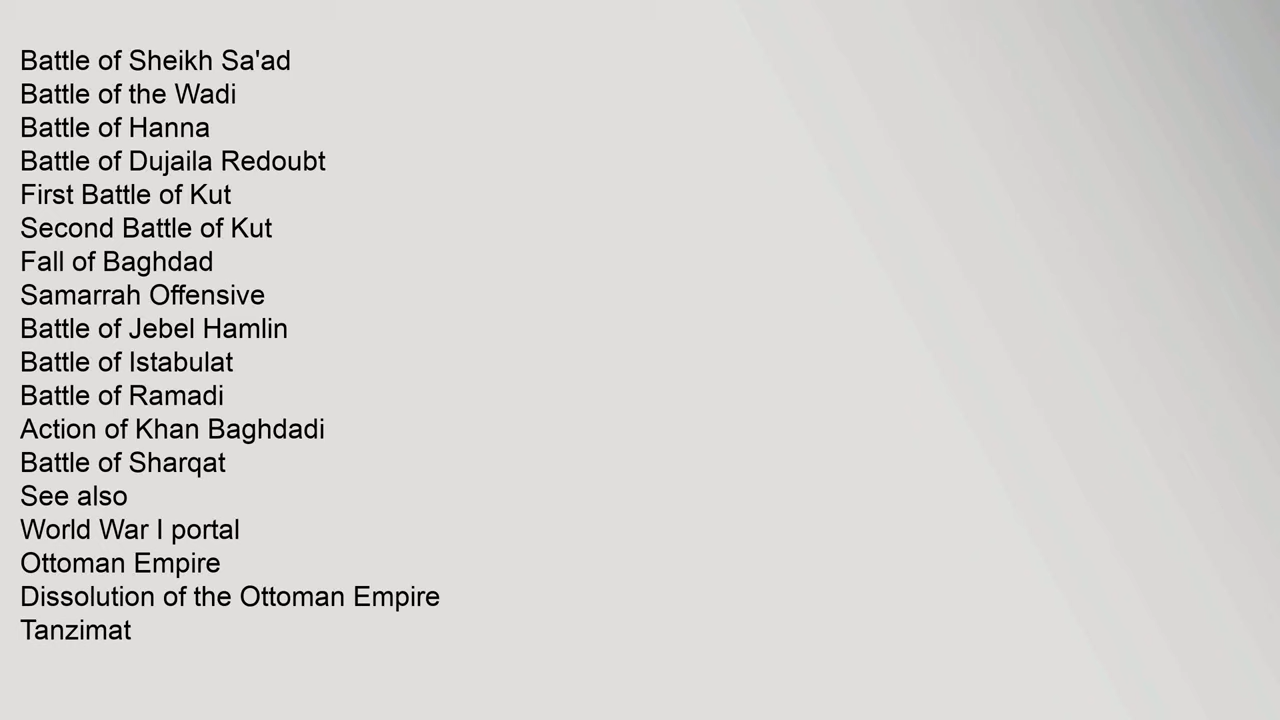 Battle of Sheikh Sa'ad
Battle of the Wadi
Battle of Hanna
Battle of Dujaila Redoubt
First Battle of Kut
Second Battle of Kut
Fall of Baghdad
Samarrah Offensive
Battle of Jebel Hamlin
Battle of Istabulat
Battle of Ramadi
Action of Khan Baghdadi
Battle of Sharqat
See also
World War I portal
Ottoman Empire
Dissolution of the Ottoman Empire
Tanzimat